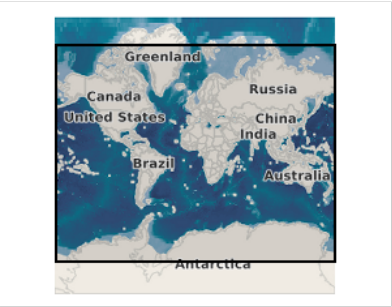 Greenland
Canada
Russia
United States
China
India
Brazil
Australia
Antarctica